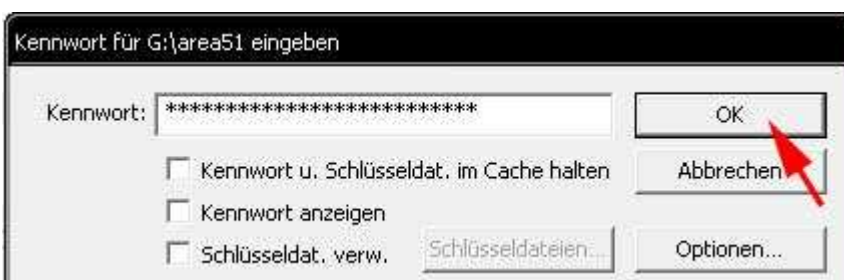 Kennwort für G:\area51 eingeben
Kennwort: ************************** OK
Kennwort u. Schlüsseldat. im Cache halten Abbrechen
Kennwort anzeigen
Schlüsseldat. verw. Schlüsseldateien... Optionen...